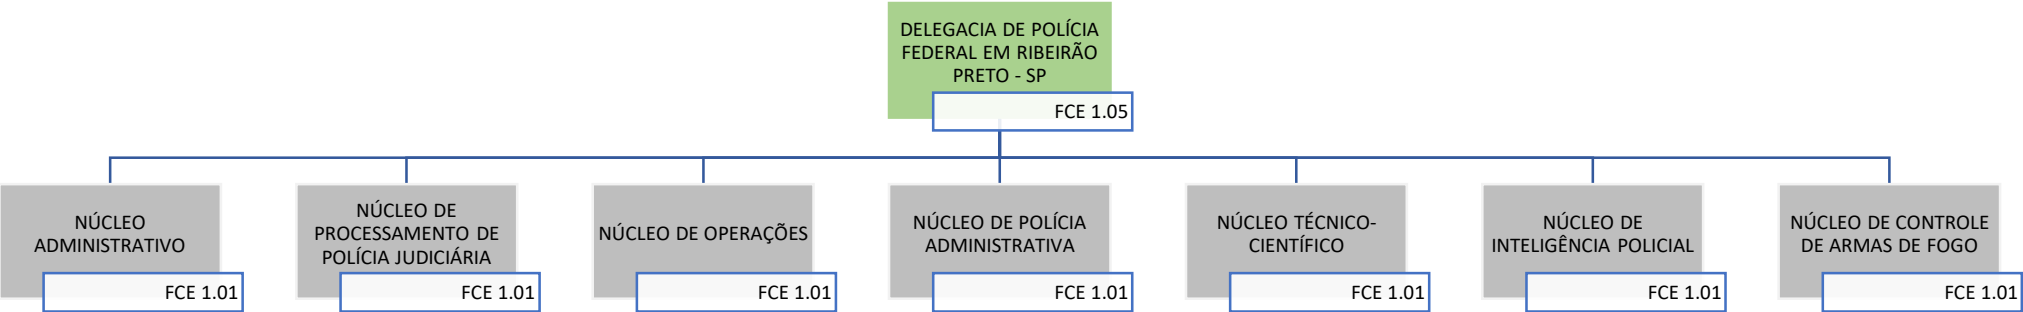 DELEGACIA DE POLÍCIA
FEDERAL EM RIBEIRÃO
PRETO - SP
FCE 1.05
NÚCLEO
ADMINISTRATIVO
FCE 1.01
NÚCLEO DE
PROCESSAMENTO DE
POLÍCIA JUDICIÁRIA
FCE 1.01
NÚCLEO DE OPERAÇÕES
FCE 1.01
NÚCLEO DE POLÍCIA
ADMINISTRATIVA
FCE 1.01
NÚCLEO TÉCNICO-
CIENTÍFICO
FCE 1.01
NÚCLEO DE
INTELIGÊNCIA POLICIAL
FCE 1.01
NÚCLEO DE CONTROLE
DE ARMAS DE FOGO
FCE 1.01